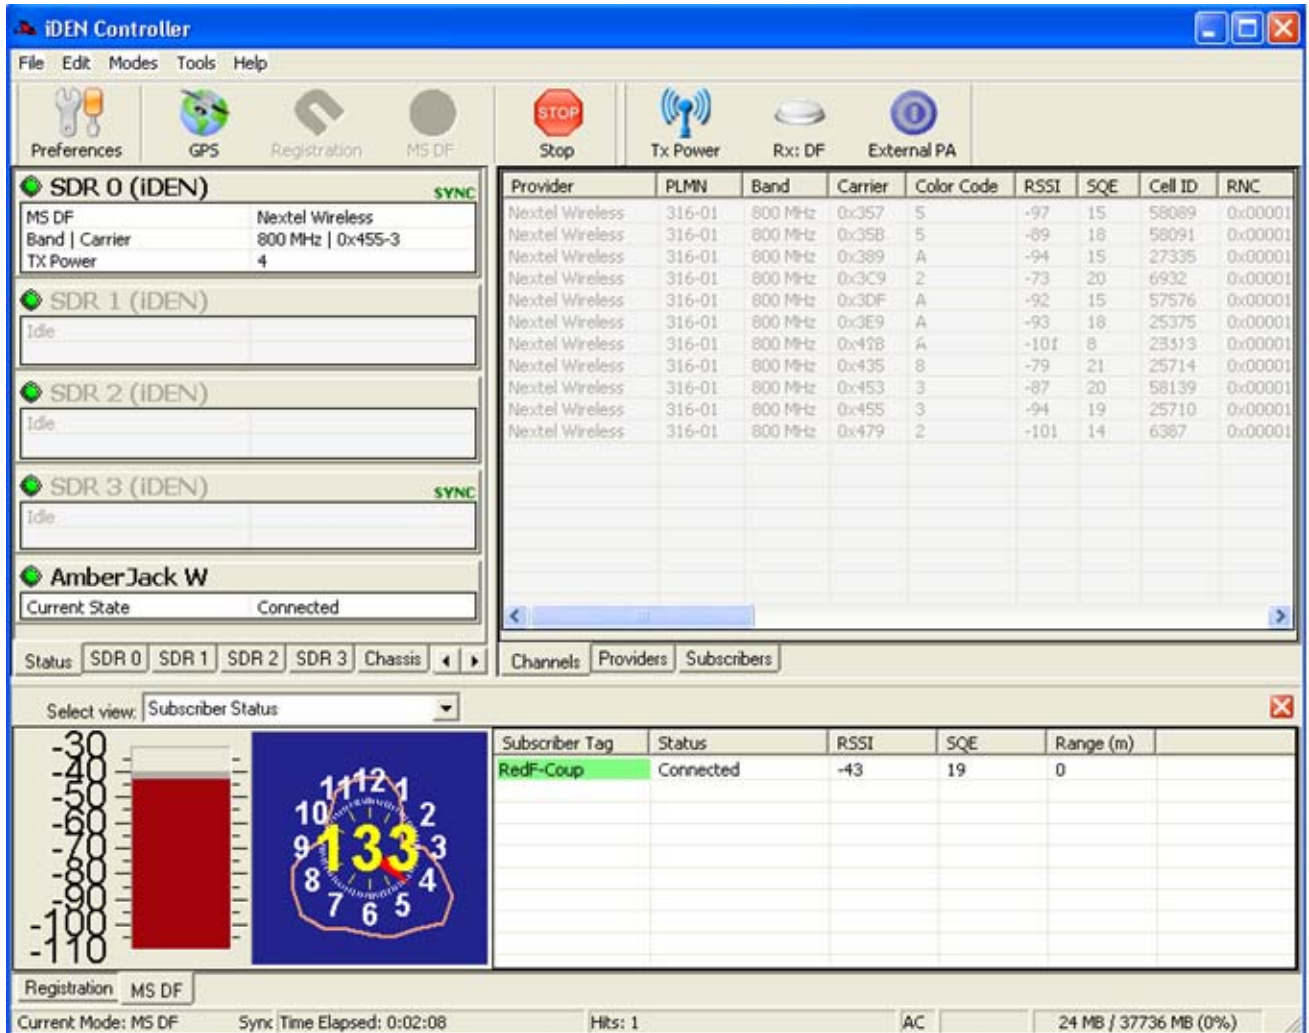 iDEN Controller
File Edit Modes Tools Help
Preferences GPS Registration MS DF STOP Stop Tx Power Rx: DF External PA
SDR 0 (iDEN) SYNC
MS DF Nextel Wireless
Band | Carrier 800 MHz | 0x455-3
TX Power 4
SDR 1 (iDEN)
Idle
SDR 2 (iDEN)
Idle
SDR 3 (iDEN) SYNC
Idle
AmberJack W
Current State Connected
Status SDR 0 SDR 1 SDR 2 SDR 3 Chassis
Provider PLMN Band Carrier Color Code RSSI SQE Cell ID RNC
Nextel Wireless 316-01 800 MHz 0x357 5 -97 15 58089 0x00001
Nextel Wireless 316-01 800 MHz 0x35B 5 -89 18 58091 0x00001
Nextel Wireless 316-01 800 MHz 0x389 A -94 15 27335 0x00001
Nextel Wireless 316-01 800 MHz 0x3C9 2 -73 20 6932 0x00001
Nextel Wireless 316-01 800 MHz 0x3DF A -92 15 57576 0x00001
Nextel Wireless 316-01 800 MHz 0x3E9 A -93 18 25375 0x00001
Nextel Wireless 316-01 800 MHz A 8 0x00001
Nextel Wireless 316-01 800 MHz 0x435 8 -79 21 25714 0x00001
Nextel Wireless 316-01 800 MHz 0x453 3 -87 20 58139 0x00001
Nextel Wireless 316-01 800 MHz 0x455 3 -94 19 25710 0x00001
Nextel Wireless 316-01 800 MHz 0x479 2 -101 14 6387 0x00001
Channels Providers Subscribers
Select view: Subscriber Status
-30
-40
-50
-60
-70
-80
-90
-100
-110
12 1 2 3 4 5 6 7 8 9 10 11
133
Subscriber Tag Status RSSI SQE Range (m)
RedF-Coup Connected -43 19 0
Registration MS DF
Current Mode: MS DF Sync Time Elapsed: 0:02:08 Hits: 1 AC 24 MB / 37736 MB (0%)